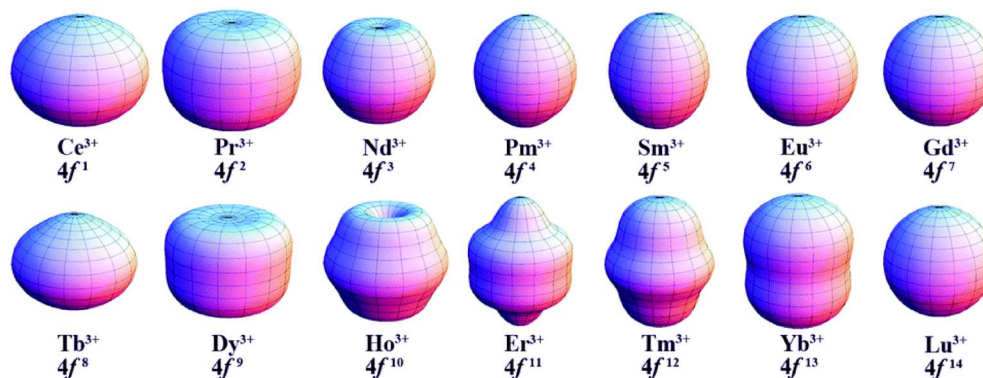 Ce³⁺ Pr³⁺ Nd³⁺ Pm³⁺ Sm³⁺ Eu³⁺ Gd³⁺
4f¹ 4f² 4f³ 4f⁴ 4f⁵ 4f⁶ 4f⁷
Tb³⁺ Dy³⁺ Ho³⁺ Er³⁺ Tm³⁺ Yb³⁺ Lu³⁺
4f⁸ 4f⁹ 4f¹⁰ 4f¹¹ 4f¹² 4f¹³ 4f¹⁴